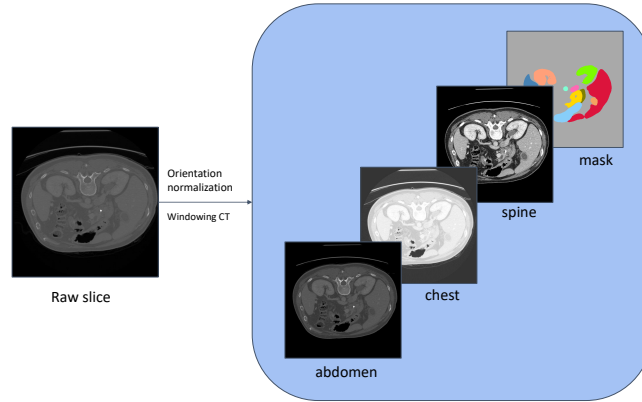 Orientation
normalization
Windowing CT
Raw slice
mask
spine
chest
abdomen